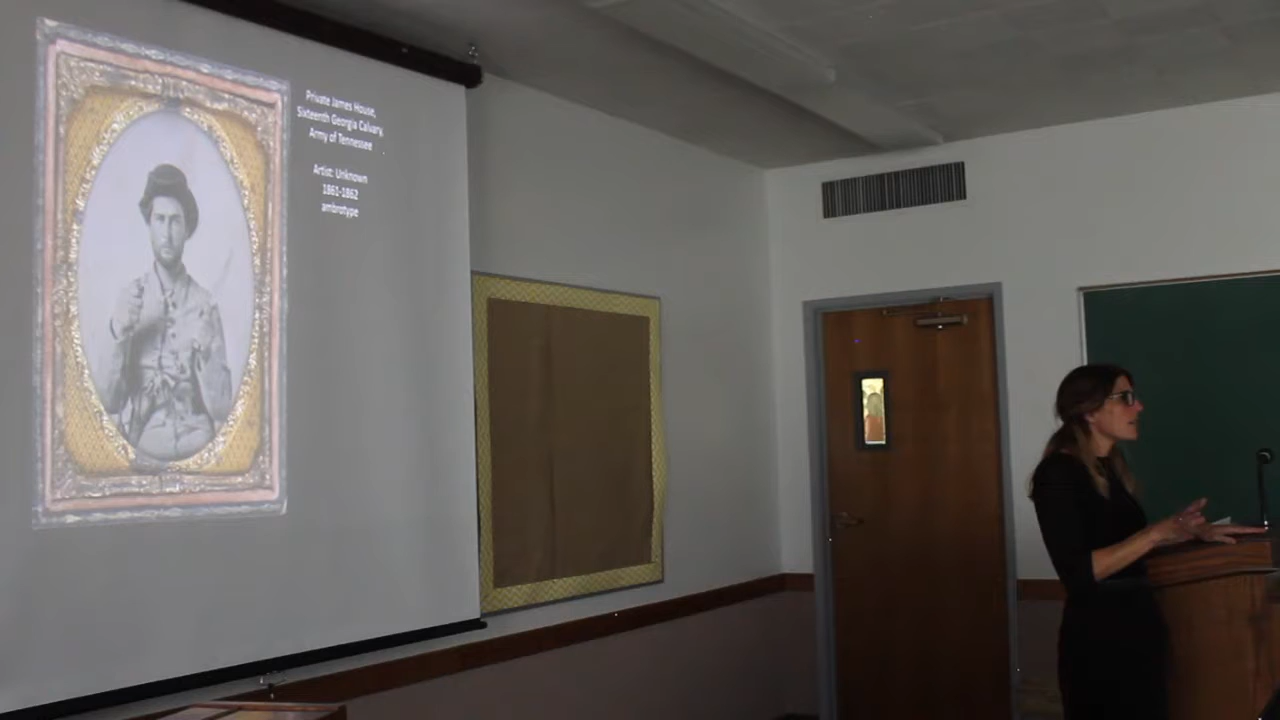 Private James House,
Sixteenth Georgia Calvary,
Army of Tennessee
Artist: Unknown
1861-1862
ambrotype